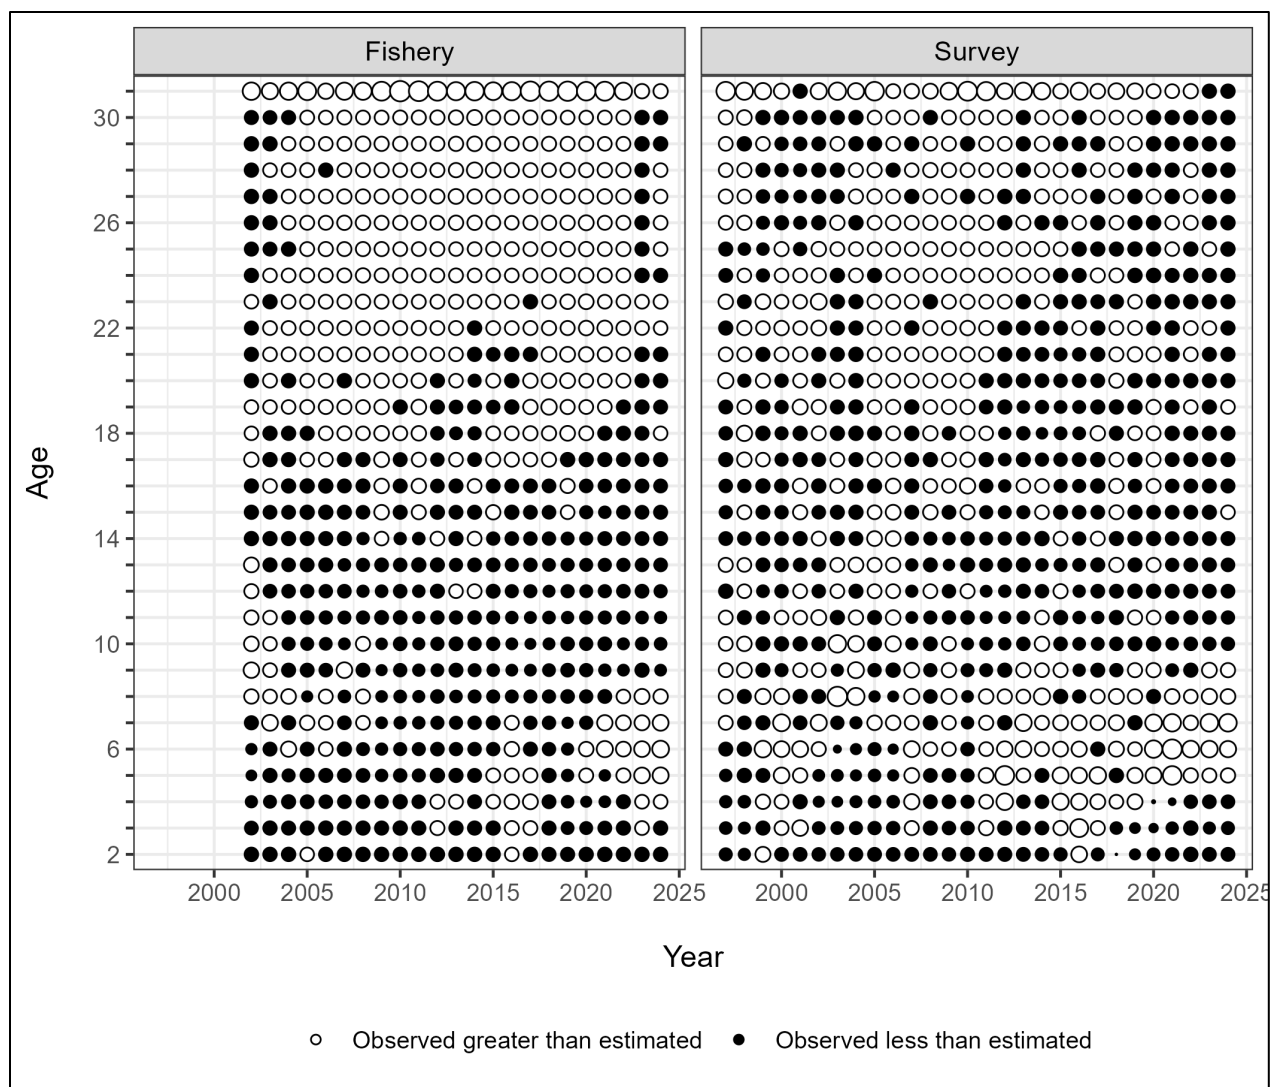 Fishery Survey
30
26
22
18
14
10
6
2
Age
2000 2005 2010 2015 2020 2025 2000 2005 2010 2015 2020 2025
Year
Observed greater than estimated Observed less than estimated